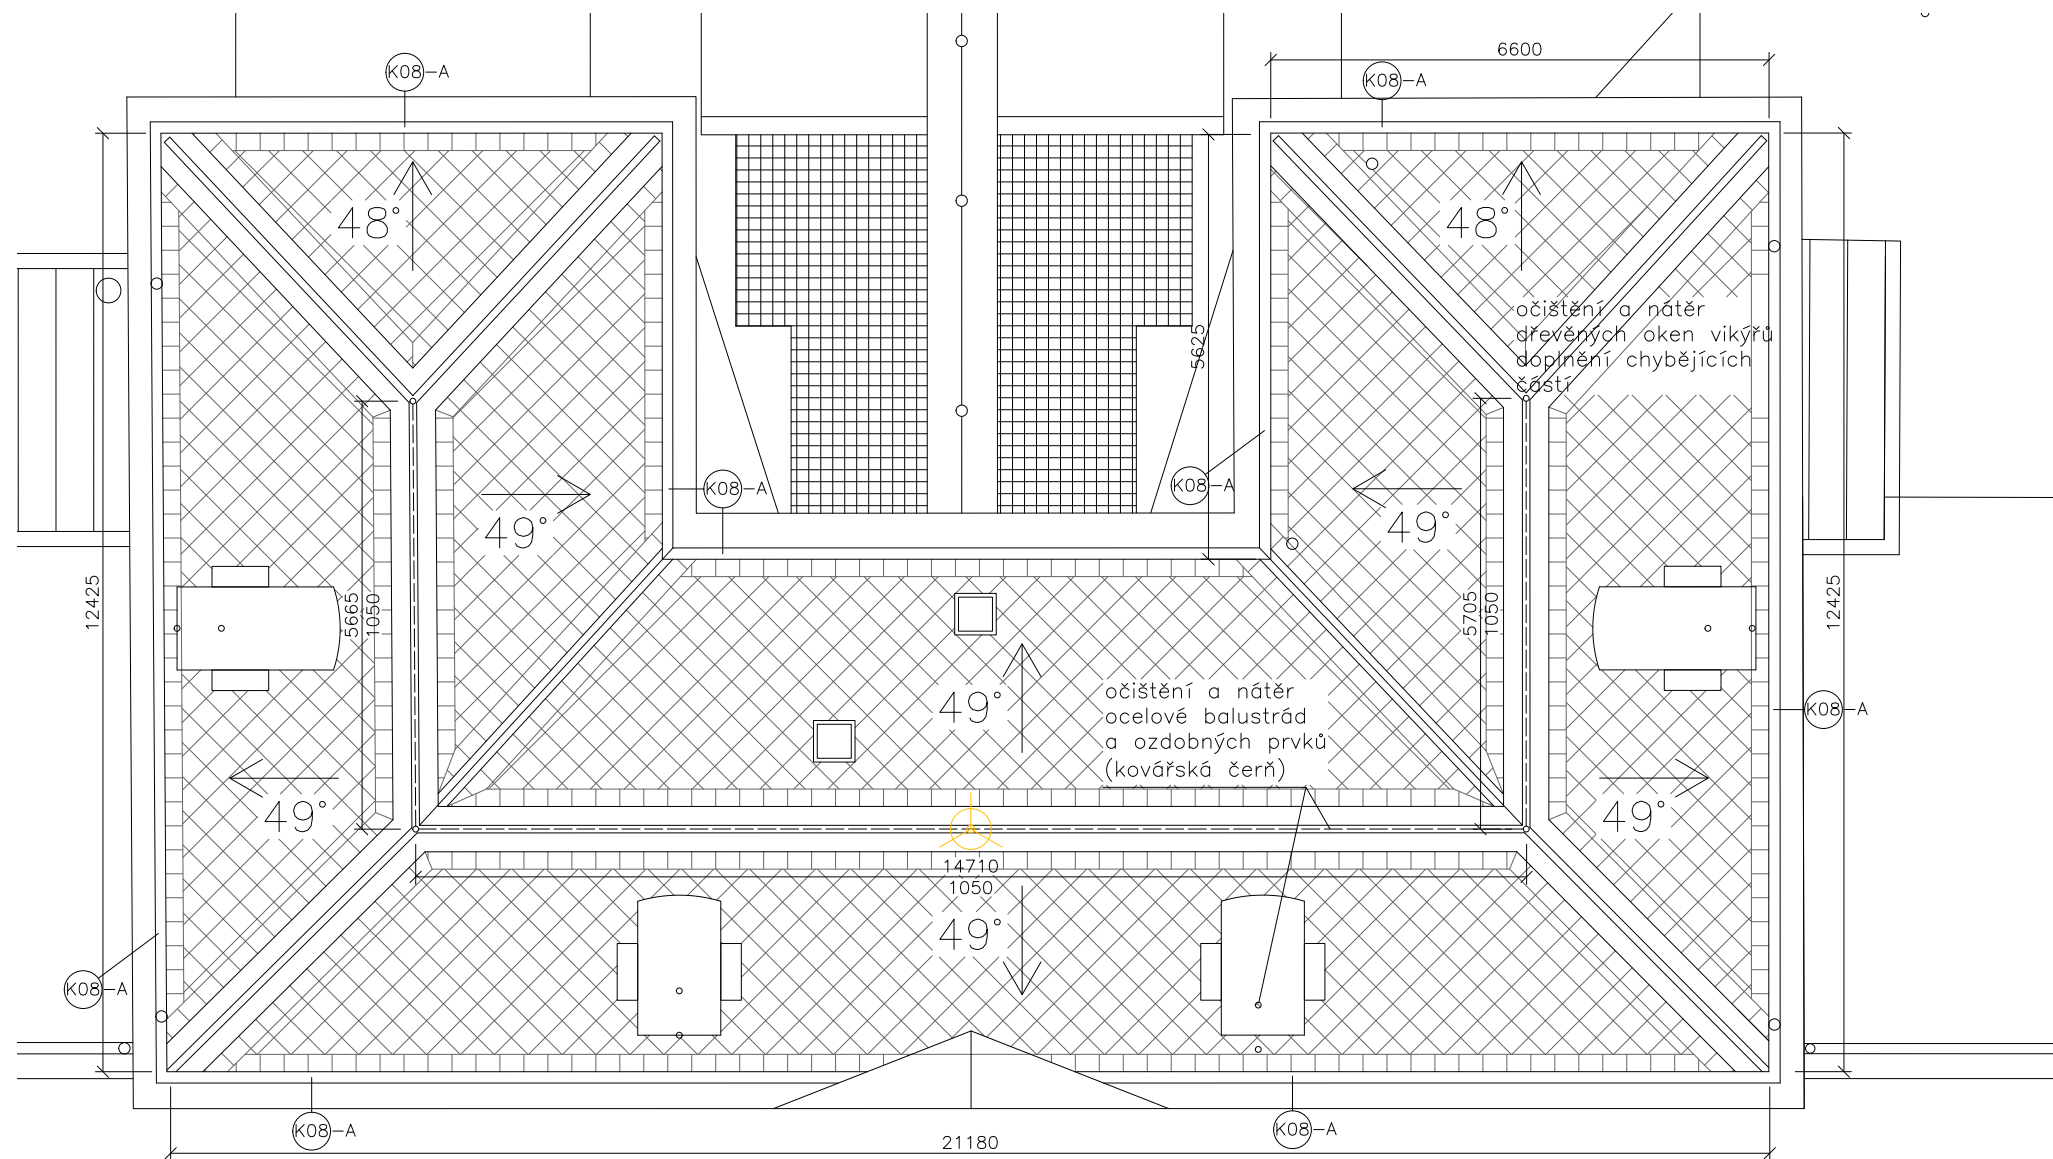 6600
K08-A
K08-A
48°
48°
očištění a nátěr
dřevěných oken vikýřů
doplnění chybějících
částí
5625
K08-A
K08-A
49°
49°
12425
5665
1050
5705
1050
12425
očištění a nátěr
ocelové balustrád
a ozdobných prvků
(kovářská čerň)
49°
K08-A
49°
49°
14710
1050
49°
K08-A
K08-A
K08-A
21180